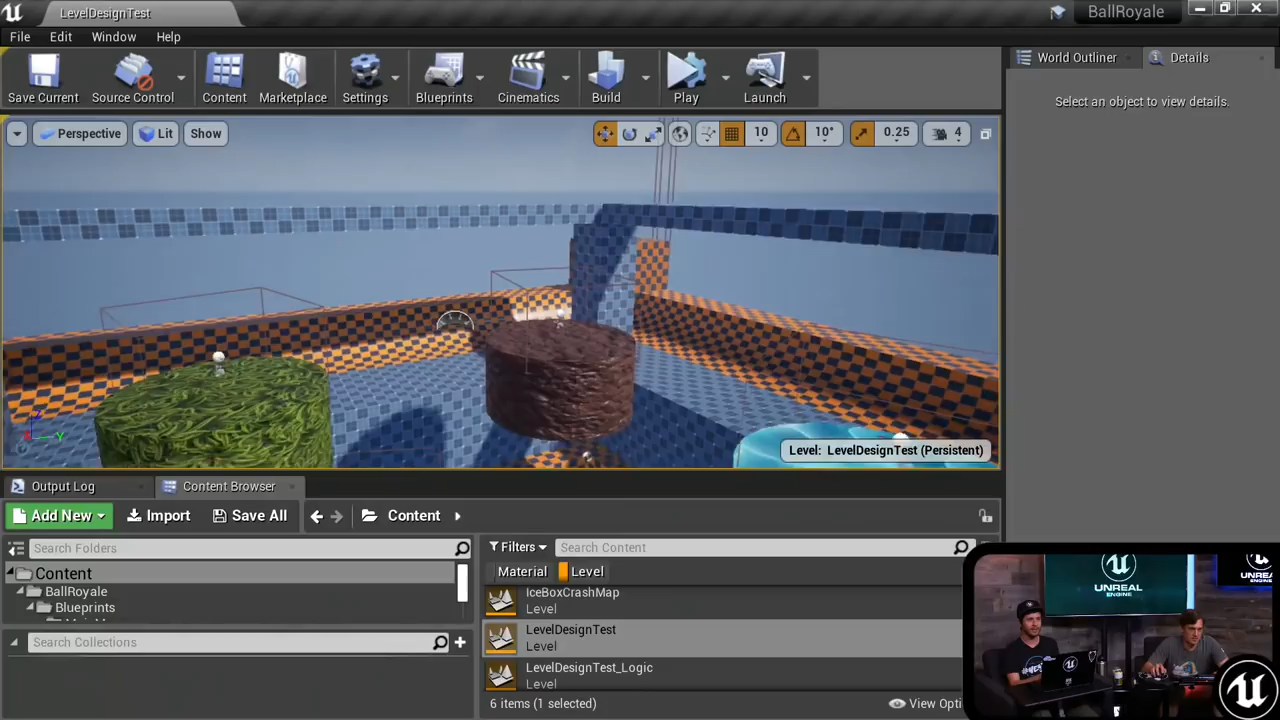 LevelDesignTest
BallRoyale
File Edit Window Help
World Outliner Details
Save Current Source Control Content Marketplace Settings Blueprints Cinematics Build Play Launch
Select an object to view details.
Perspective Lit Show 10 10° 0.25 4
Z
Y
Level: LevelDesignTest (Persistent)
Output Log Content Browser
Add New Import Save All Content
Search Folders
Filters Search Content
Content
Material Level
BallRoyale
IceBoxCrashMap
Level
Blueprints
LevelDesignTest
Level
Search Collections
LevelDesignTest_Logic
Level
6 items (1 selected) View Opti
UNREAL
ENGINE
UNREAL